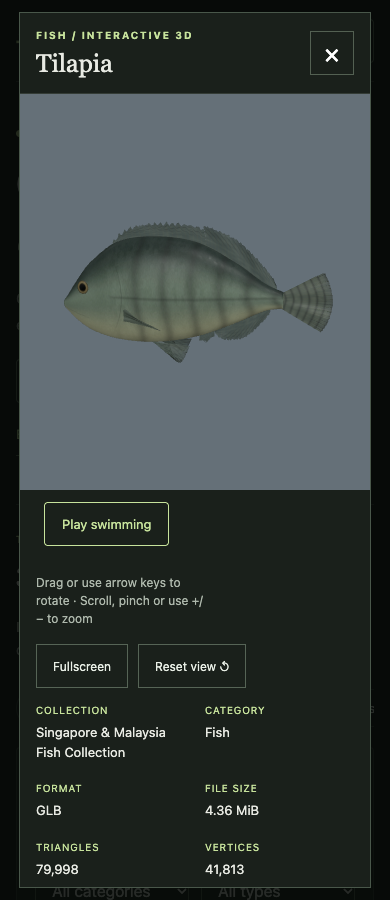 FISH / INTERACTIVE 3D
Tilapia
×
Play swimming
Drag or use arrow keys to
rotate · Scroll, pinch or use +/
− to zoom
Fullscreen
Reset view ↺
COLLECTION
CATEGORY
Singapore & Malaysia
Fish Collection
Fish
FORMAT
FILE SIZE
GLB
4.36 MiB
TRIANGLES
VERTICES
79,998
41,813
All categories
All types